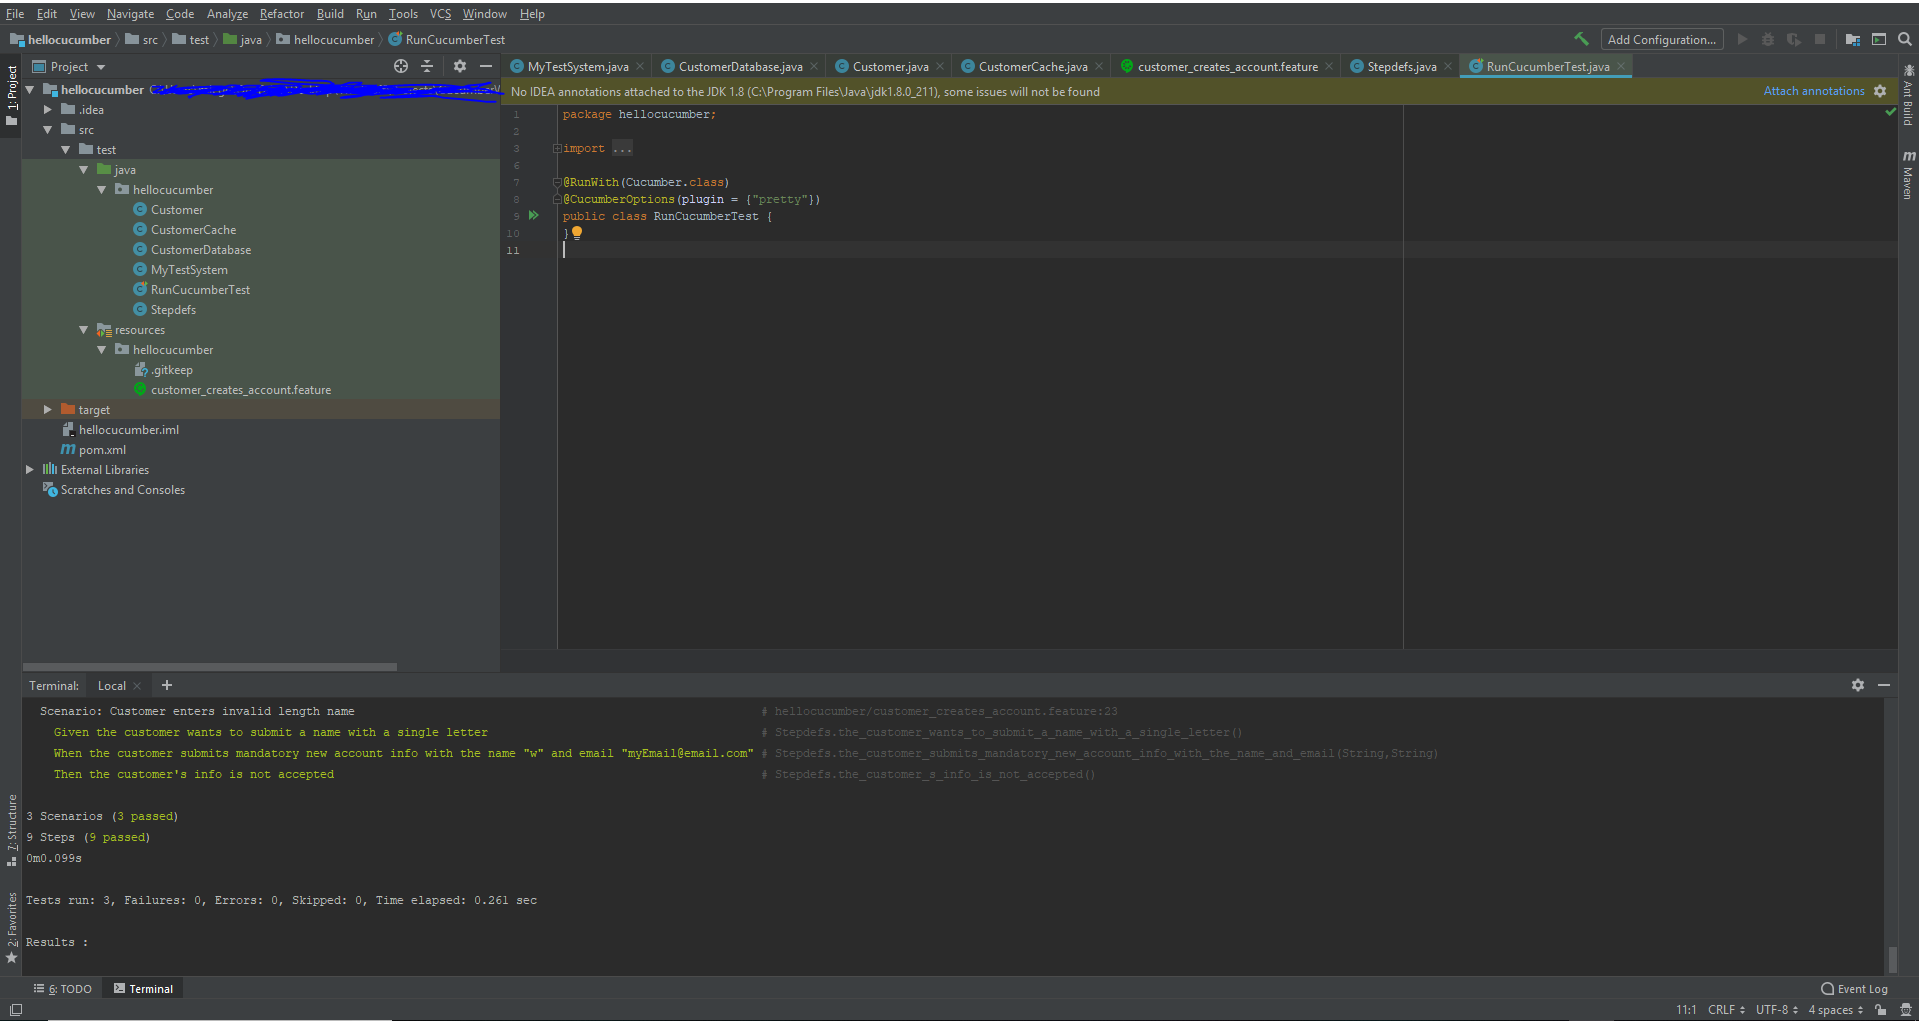 File Edit View Navigate Code Analyze Refactor Build Run Tools VCS Window Help
hellocucumber src test java hellocucumber RunCucumberTest Add Configuration...
Project
MyTestSystem.java CustomerDatabase.java Customer.java CustomerCache.java customer_creates_account.feature Stepdefs.java RunCucumberTest.java
1: Project
hellocucumber
.idea
src
test
java
hellocucumber
Customer
CustomerCache
CustomerDatabase
MyTestSystem
RunCucumberTest
Stepdefs
resources
hellocucumber
.gitkeep
customer_creates_account.feature
target
hellocucumber.iml
pom.xml
External Libraries
Scratches and Consoles
No IDEA annotations attached to the JDK 1.8 (C:\Program Files\Java\jdk1.8.0_211), some issues will not be found Attach annotations
1 package hellocucumber;
2
3 import ...
6
7 @RunWith(Cucumber.class)
8 @CucumberOptions(plugin = {"pretty"})
9 public class RunCucumberTest {
10 }
11
Ant Build
Maven
Terminal: Local +
Scenario: Customer enters invalid length name # hellocucumber/customer_creates_account.feature:23
Given the customer wants to submit a name with a single letter # Stepdefs.the_customer_wants_to_submit_a_name_with_a_single_letter()
When the customer submits mandatory new account info with the name "w" and email "myEmail@email.com" # Stepdefs.the_customer_submits_mandatory_new_account_info_with_the_name_and_email(String,String)
Then the customer's info is not accepted # Stepdefs.the_customer_s_info_is_not_accepted()
3 Scenarios (3 passed)
9 Steps (9 passed)
0m0.099s
Tests run: 3, Failures: 0, Errors: 0, Skipped: 0, Time elapsed: 0.261 sec
Results :
7: Structure
2: Favorites
6: TODO Terminal Event Log
11:1 CRLF UTF-8 4 spaces